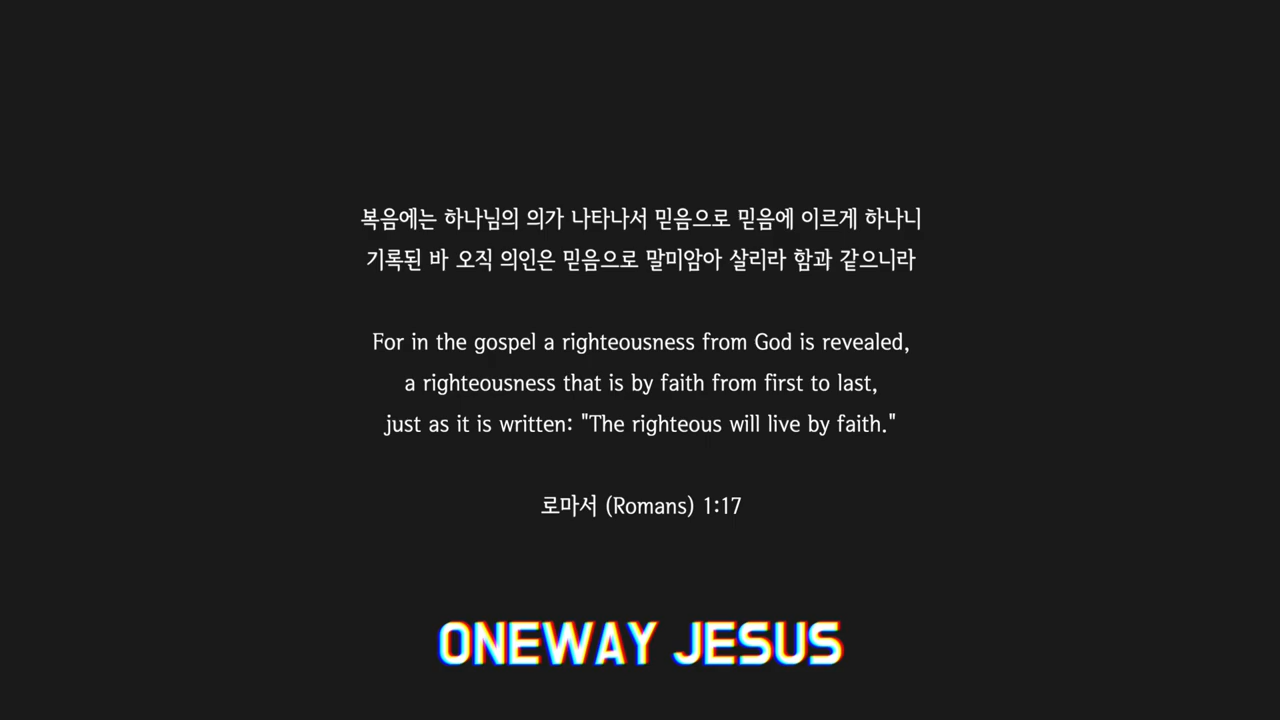 복음에는 하나님의 의가 나타나서 믿음으로 믿음에 이르게 하나니
기록된 바 오직 의인은 믿음으로 말미암아 살리라 함과 같으니라
For in the gospel a righteousness from God is revealed,
a righteousness that is by faith from first to last,
just as it is written: "The righteous will live by faith."
로마서 (Romans) 1:17
ONEWAY JESUS